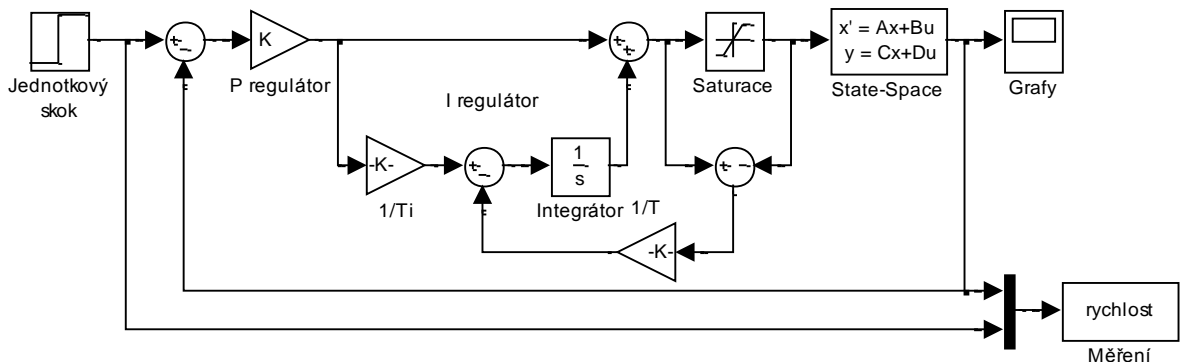 Jednotkový
skok
K
P regulátor
I regulátor
-K-
1/Ti
1
s
Integrátor
1/T
-K-
Saturace
x' = Ax+Bu
y = Cx+Du
State-Space
Grafy
rychlost
Měření